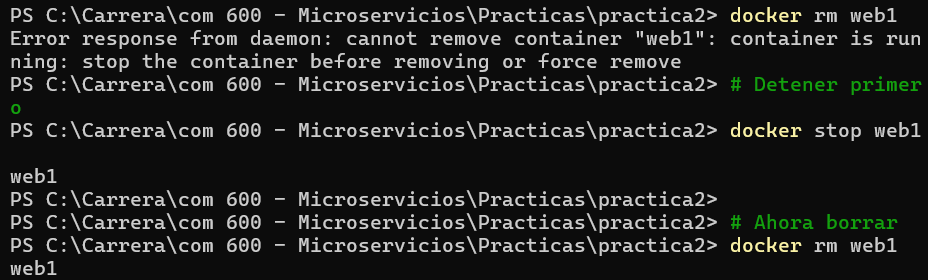 PS C:\Carrera\com 600 - Microservicios\Practicas\practica2> docker rm web1
Error response from daemon: cannot remove container "web1": container is run
ning: stop the container before removing or force remove
PS C:\Carrera\com 600 - Microservicios\Practicas\practica2> # Detener primer
o
PS C:\Carrera\com 600 - Microservicios\Practicas\practica2> docker stop web1
web1
PS C:\Carrera\com 600 - Microservicios\Practicas\practica2>
PS C:\Carrera\com 600 - Microservicios\Practicas\practica2> # Ahora borrar
PS C:\Carrera\com 600 - Microservicios\Practicas\practica2> docker rm web1
web1